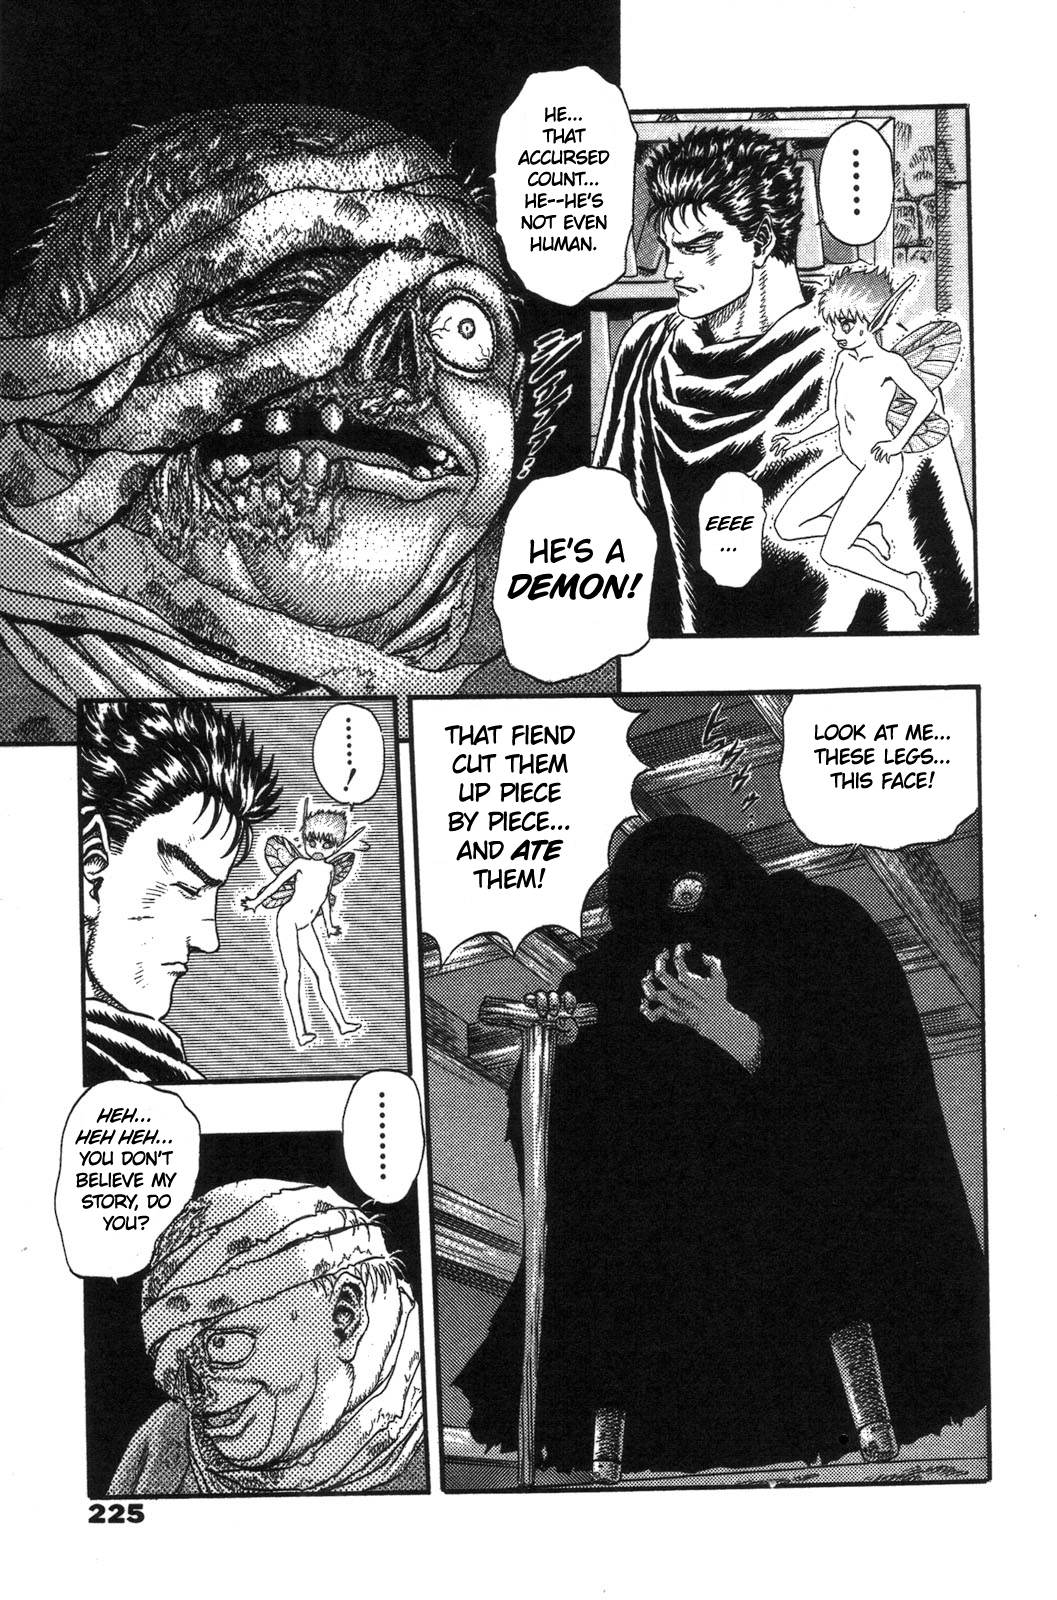 ......
HE...
THAT
ACCURSED
COUNT...
HE--HE'S
NOT EVEN
HUMAN.
EEEE
...
HE'S A
DEMON!
LOOK AT ME...
THESE LEGS...
THIS FACE!
THAT FIEND
CUT THEM
UP PIECE
BY PIECE...
AND ATE
THEM!
.....!
........
HEH...
HEH HEH...
YOU DON'T
BELIEVE MY
STORY, DO
YOU?
225